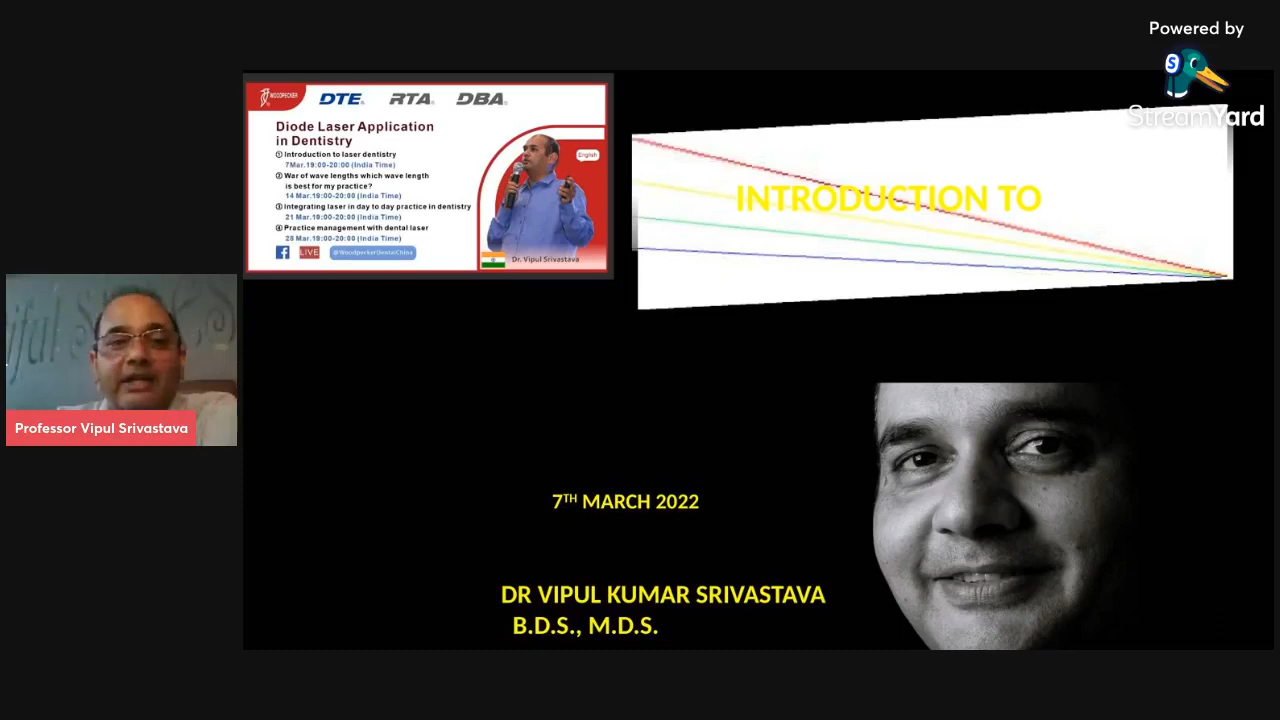 Powered by
StreamYard
WOODPECKER
DTE
RTA
DBA
Diode Laser Application
in Dentistry
① Introduction to laser dentistry
7Mar.19:00-20:00 (India Time)
② War of wave lengths which wave length
is best for my practice?
14 Mar.19:00-20:00 (India Time)
③ Integrating laser in day to day practice in dentistry
21 Mar.19:00-20:00 (India Time)
④ Practice management with dental laser
28 Mar.19:00-20:00 (India Time)
LIVE
@WoodpeckerDentalChina
English
Dr. Vipul Srivastava
INTRODUCTION TO
Professor Vipul Srivastava
7TH MARCH 2022
DR VIPUL KUMAR SRIVASTAVA
B.D.S., M.D.S.